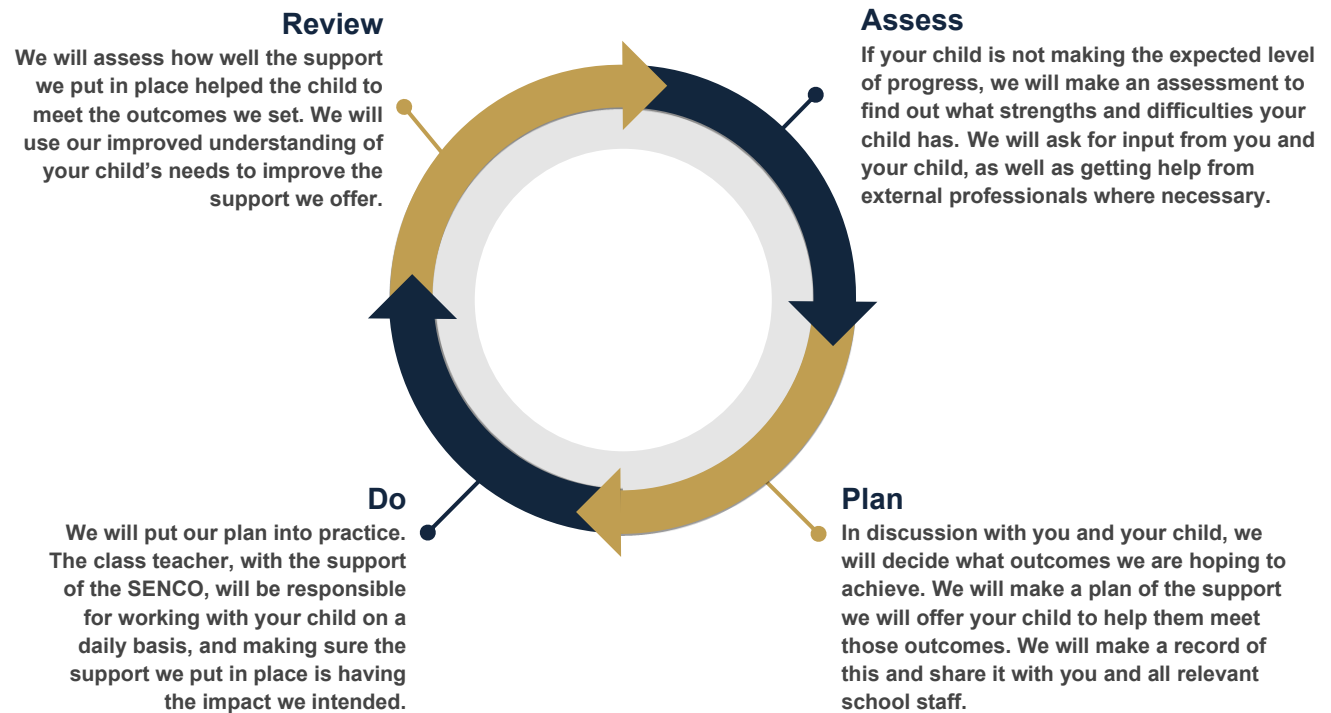 Review
We will assess how well the support
we put in place helped the child to
meet the outcomes we set. We will
use our improved understanding of
your child’s needs to improve the
support we offer.
Assess
If your child is not making the expected level
of progress, we will make an assessment to
find out what strengths and difficulties your
child has. We will ask for input from you and
your child, as well as getting help from
external professionals where necessary.
Do
We will put our plan into practice.
The class teacher, with the support
of the SENCO, will be responsible
for working with your child on a
daily basis, and making sure the
support we put in place is having
the impact we intended.
Plan
In discussion with you and your child, we
will decide what outcomes we are hoping to
achieve. We will make a plan of the support
we will offer your child to help them meet
those outcomes. We will make a record of
this and share it with you and all relevant
school staff.